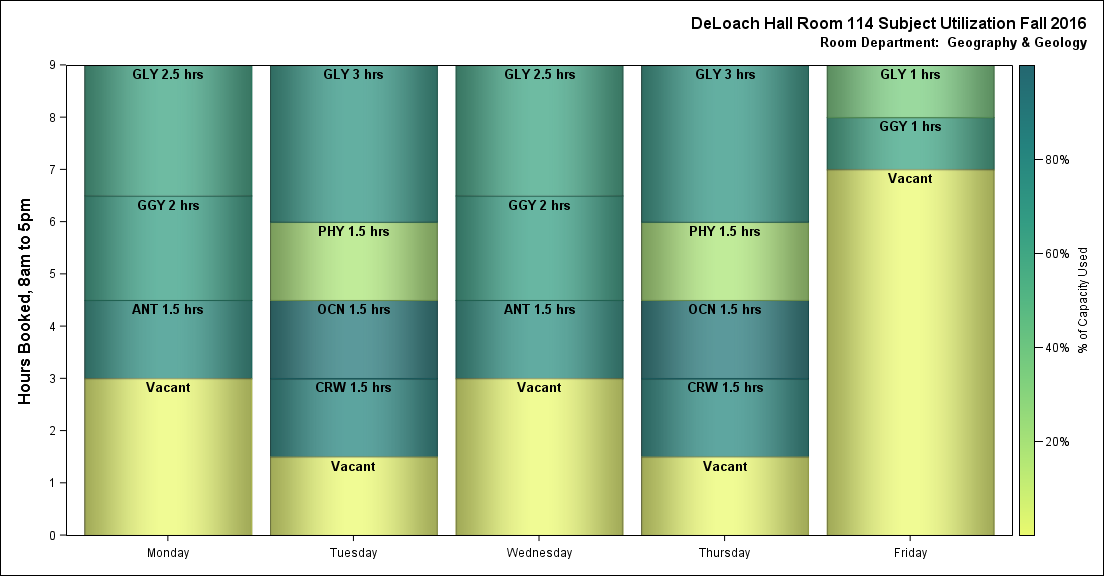 DeLoach Hall Room 114 Subject Utilization Fall 2016
Room Department: Geography & Geology
Hours Booked, 8am to 5pm
9
8
7
6
5
4
3
2
1
0
GLY 2.5 hrs
GGY 2 hrs
ANT 1.5 hrs
Vacant
Monday
GLY 3 hrs
PHY 1.5 hrs
OCN 1.5 hrs
CRW 1.5 hrs
Vacant
Tuesday
GLY 2.5 hrs
GGY 2 hrs
ANT 1.5 hrs
Vacant
Wednesday
GLY 3 hrs
PHY 1.5 hrs
OCN 1.5 hrs
CRW 1.5 hrs
Vacant
Thursday
GLY 1 hrs
GGY 1 hrs
Vacant
Friday
80%
60%
40%
20%
% of Capacity Used